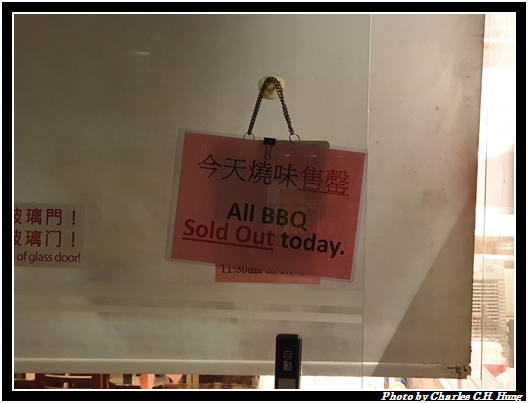 今天燒味售罄
All BBQ
Sold Out today.
11:30am to
玻璃門！
玻璃门！
of glass door!
自動
Photo by Charles C.H. Hung